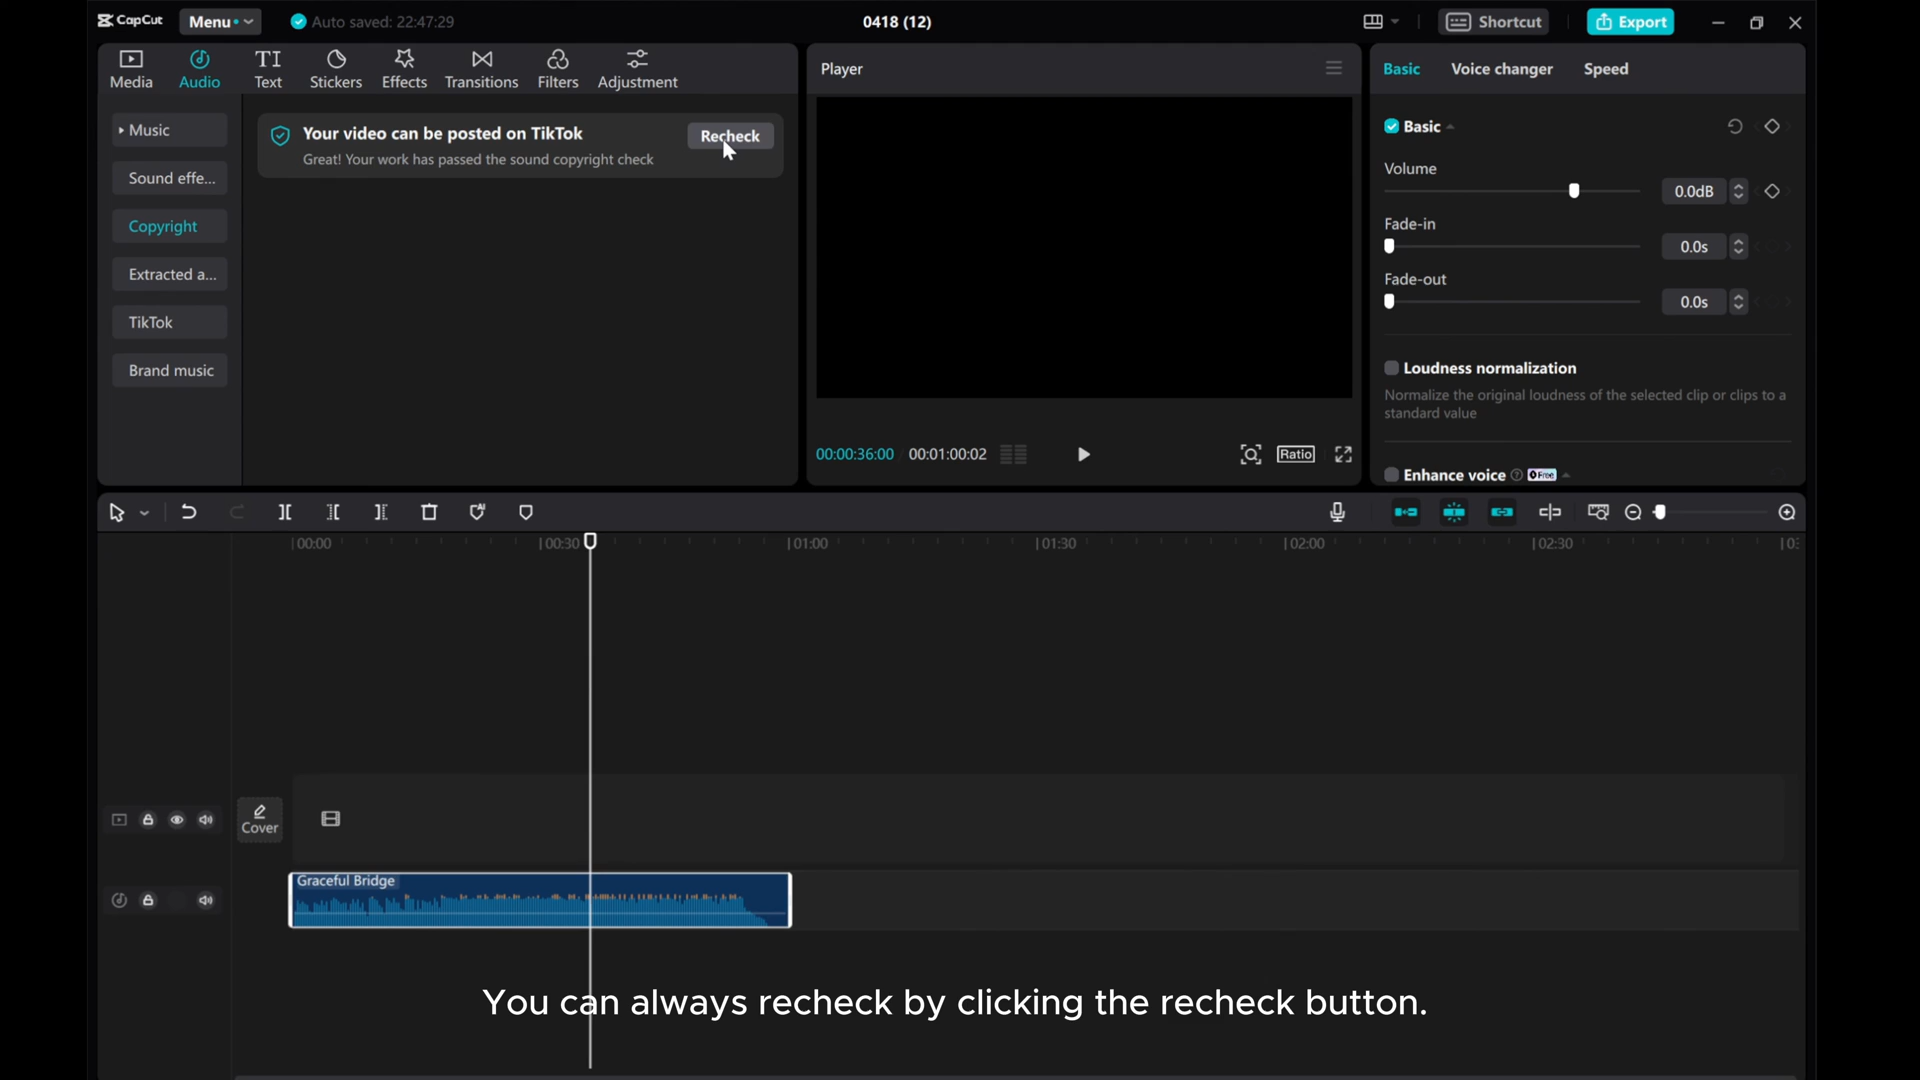 CapCut
Menu
Auto saved: 22:47:29
0418 (12)
Shortcut
Export
Media
Audio
TI
Text
Stickers
Effects
Transitions
Filters
Adjustment
Music
Sound effe...
Copyright
Extracted a...
TikTok
Brand music
Your video can be posted on TikTok
Great! Your work has passed the sound copyright check
Recheck
Player
00:00:36:00
00:01:00:02
Ratio
Basic
Voice changer
Speed
Basic
Volume
0.0dB
Fade-in
0.0s
Fade-out
0.0s
Loudness normalization
Normalize the original loudness of the selected clip or clips to a
standard value
Enhance voice
Free
00:00
00:30
01:00
01:30
02:00
02:30
Cover
Graceful Bridge
You can always recheck by clicking the recheck button.